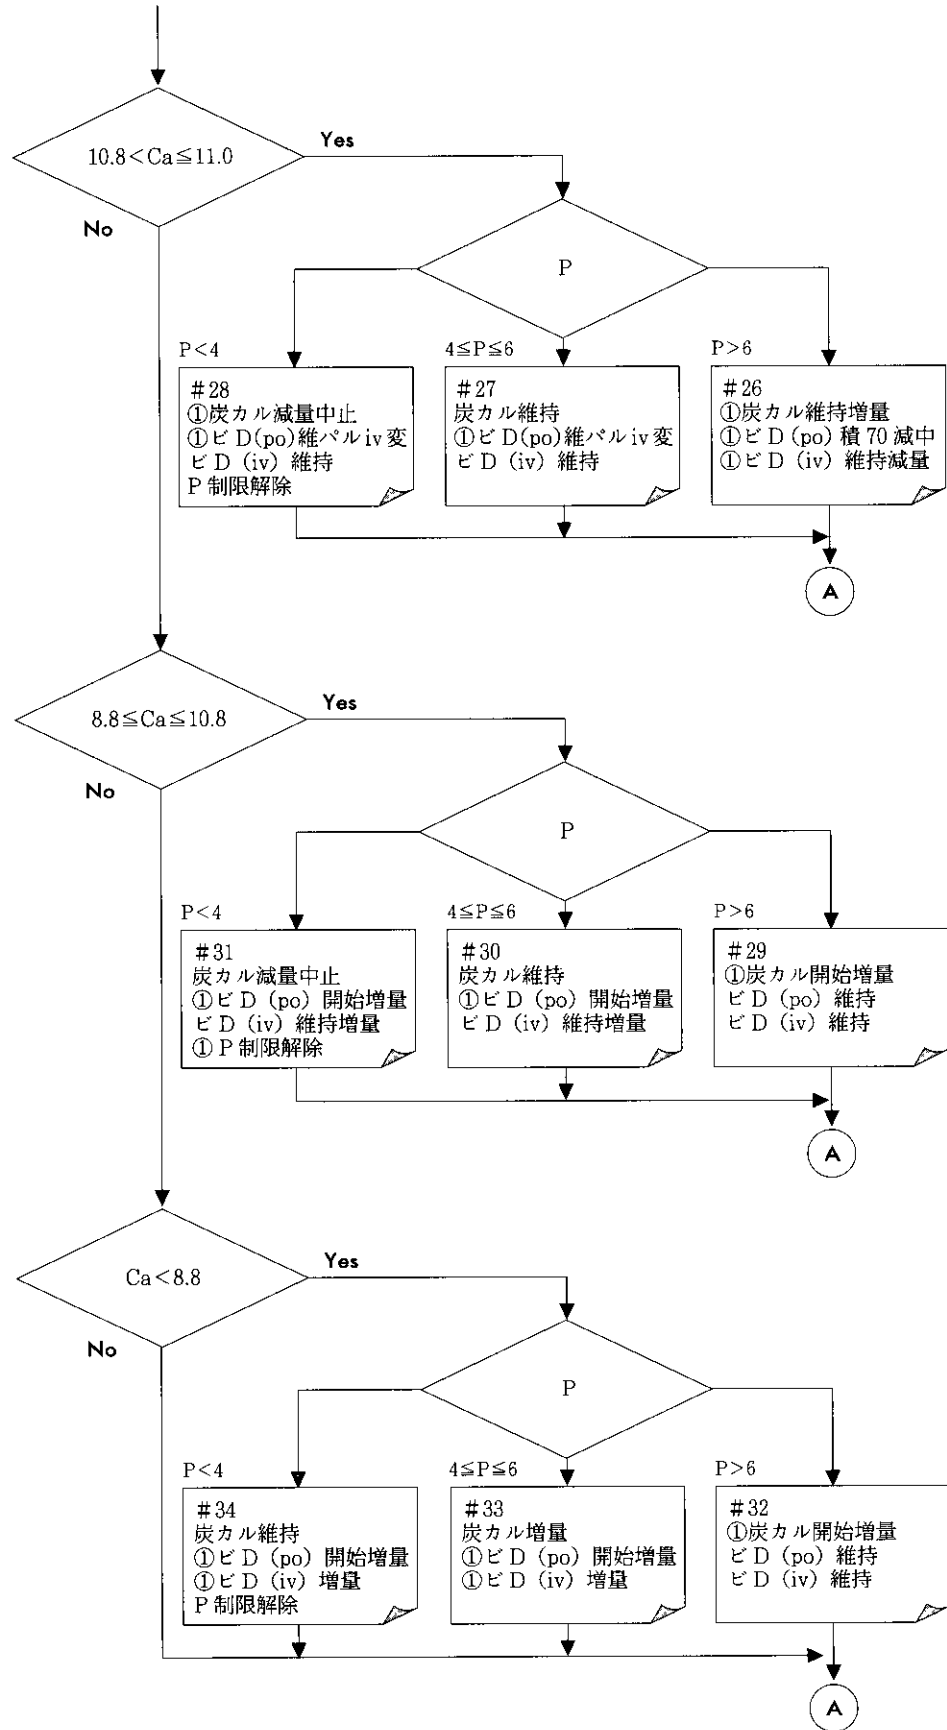 10.8<Ca≦11.0
Yes
No
P
P<4
4≦P≦6
P>6
#28
①炭カル減量中止
①ビD(po)維パルiv変
ビD (iv) 維持
P制限解除
#27
炭カル維持
①ビD(po)維パルiv変
ビD (iv) 維持
#26
①炭カル維持増量
①ビD (po) 積70減中
①ビD (iv) 維持減量
A
8.8≦Ca≦10.8
Yes
No
P
P<4
4≦P≦6
P>6
#31
炭カル減量中止
①ビD (po) 開始増量
ビD (iv) 維持増量
①P制限解除
#30
炭カル維持
①ビD (po) 開始増量
ビD (iv) 維持増量
#29
①炭カル開始増量
ビD (po) 維持
ビD (iv) 維持
A
Ca<8.8
Yes
No
P
P<4
4≦P≦6
P>6
#34
炭カル維持
①ビD (po) 開始増量
①ビD (iv) 増量
P制限解除
#33
炭カル増量
①ビD (po) 開始増量
①ビD (iv) 増量
#32
①炭カル開始増量
ビD (po) 維持
ビD (iv) 維持
A